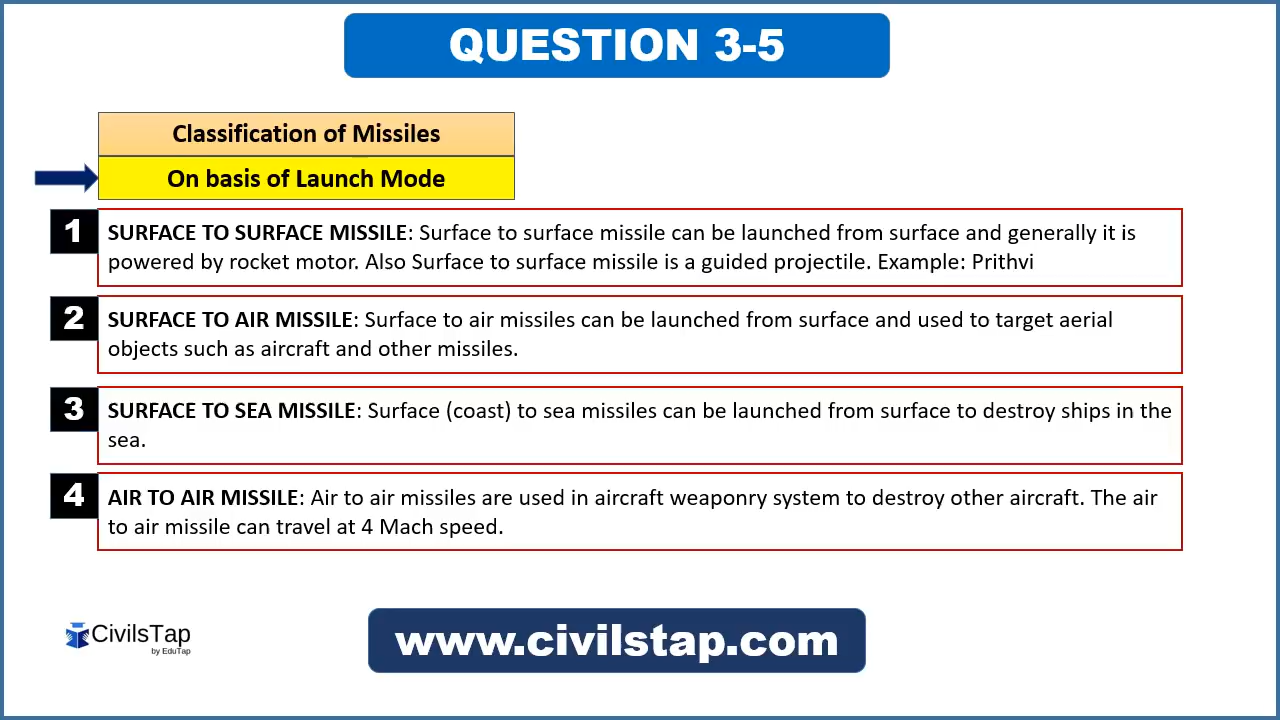 QUESTION 3-5
Classification of Missiles
On basis of Launch Mode
1
SURFACE TO SURFACE MISSILE: Surface to surface missile can be launched from surface and generally it is
powered by rocket motor. Also Surface to surface missile is a guided projectile. Example: Prithvi
2
SURFACE TO AIR MISSILE: Surface to air missiles can be launched from surface and used to target aerial
objects such as aircraft and other missiles.
3
SURFACE TO SEA MISSILE: Surface (coast) to sea missiles can be launched from surface to destroy ships in the
sea.
4
AIR TO AIR MISSILE: Air to air missiles are used in aircraft weaponry system to destroy other aircraft. The air
to air missile can travel at 4 Mach speed.
CivilsTap
by EduTap
www.civilstap.com